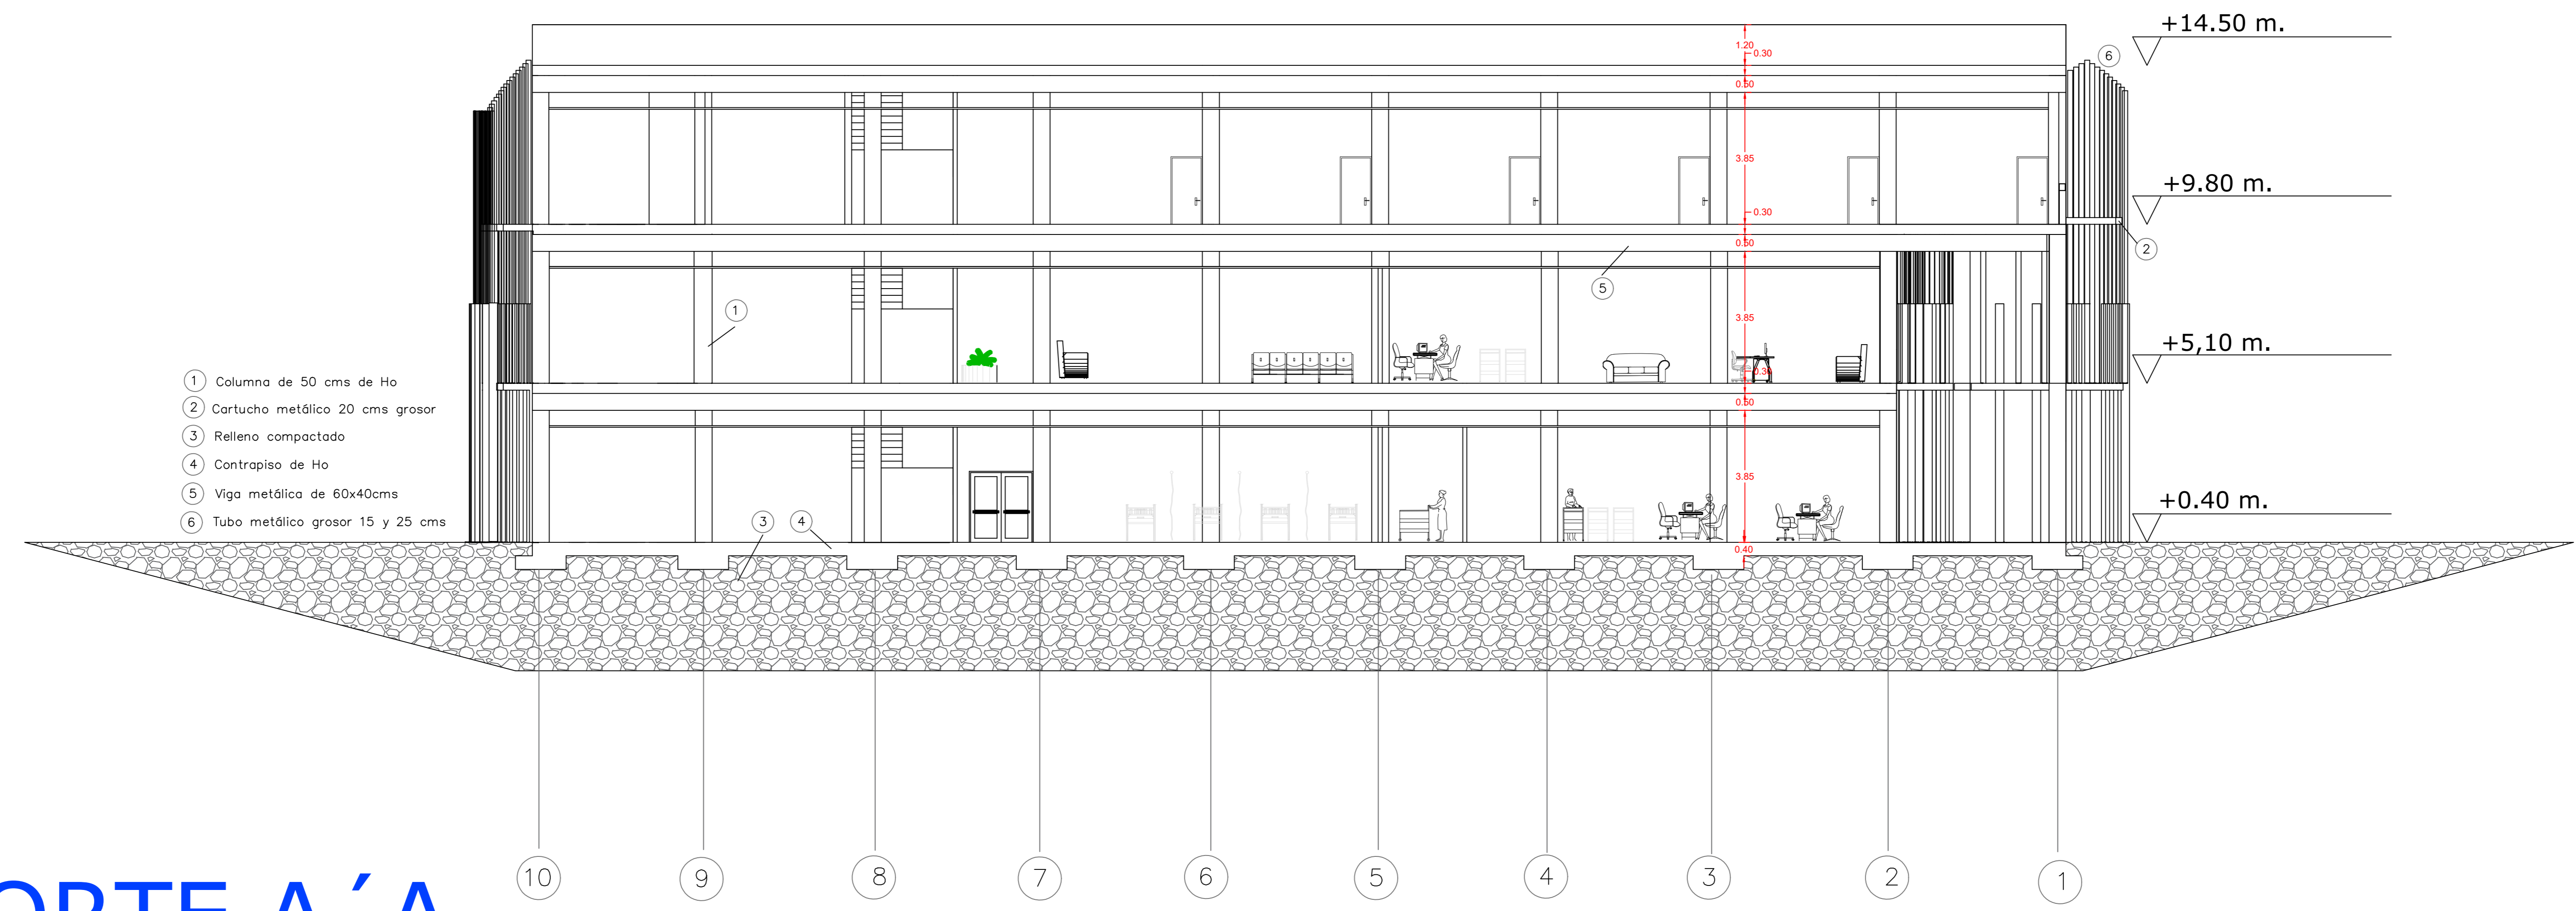 +14.50 m.
6
1.20
0.30
0.50
3.85
+9.80 m.
0.30
2
0.50
5
1
3.85
+5,10 m.
0.30
0.50
1 Columna de 50 cms de Ho
2 Cartucho metálico 20 cms grosor
3 Relleno compactado
4 Contrapiso de Ho
5 Viga metálica de 60x40cms
6 Tubo metálico grosor 15 y 25 cms
3.85
+0.40 m.
3 4
0.40
10 9 8 7 6 5 4 3 2 1
ORTE A´A